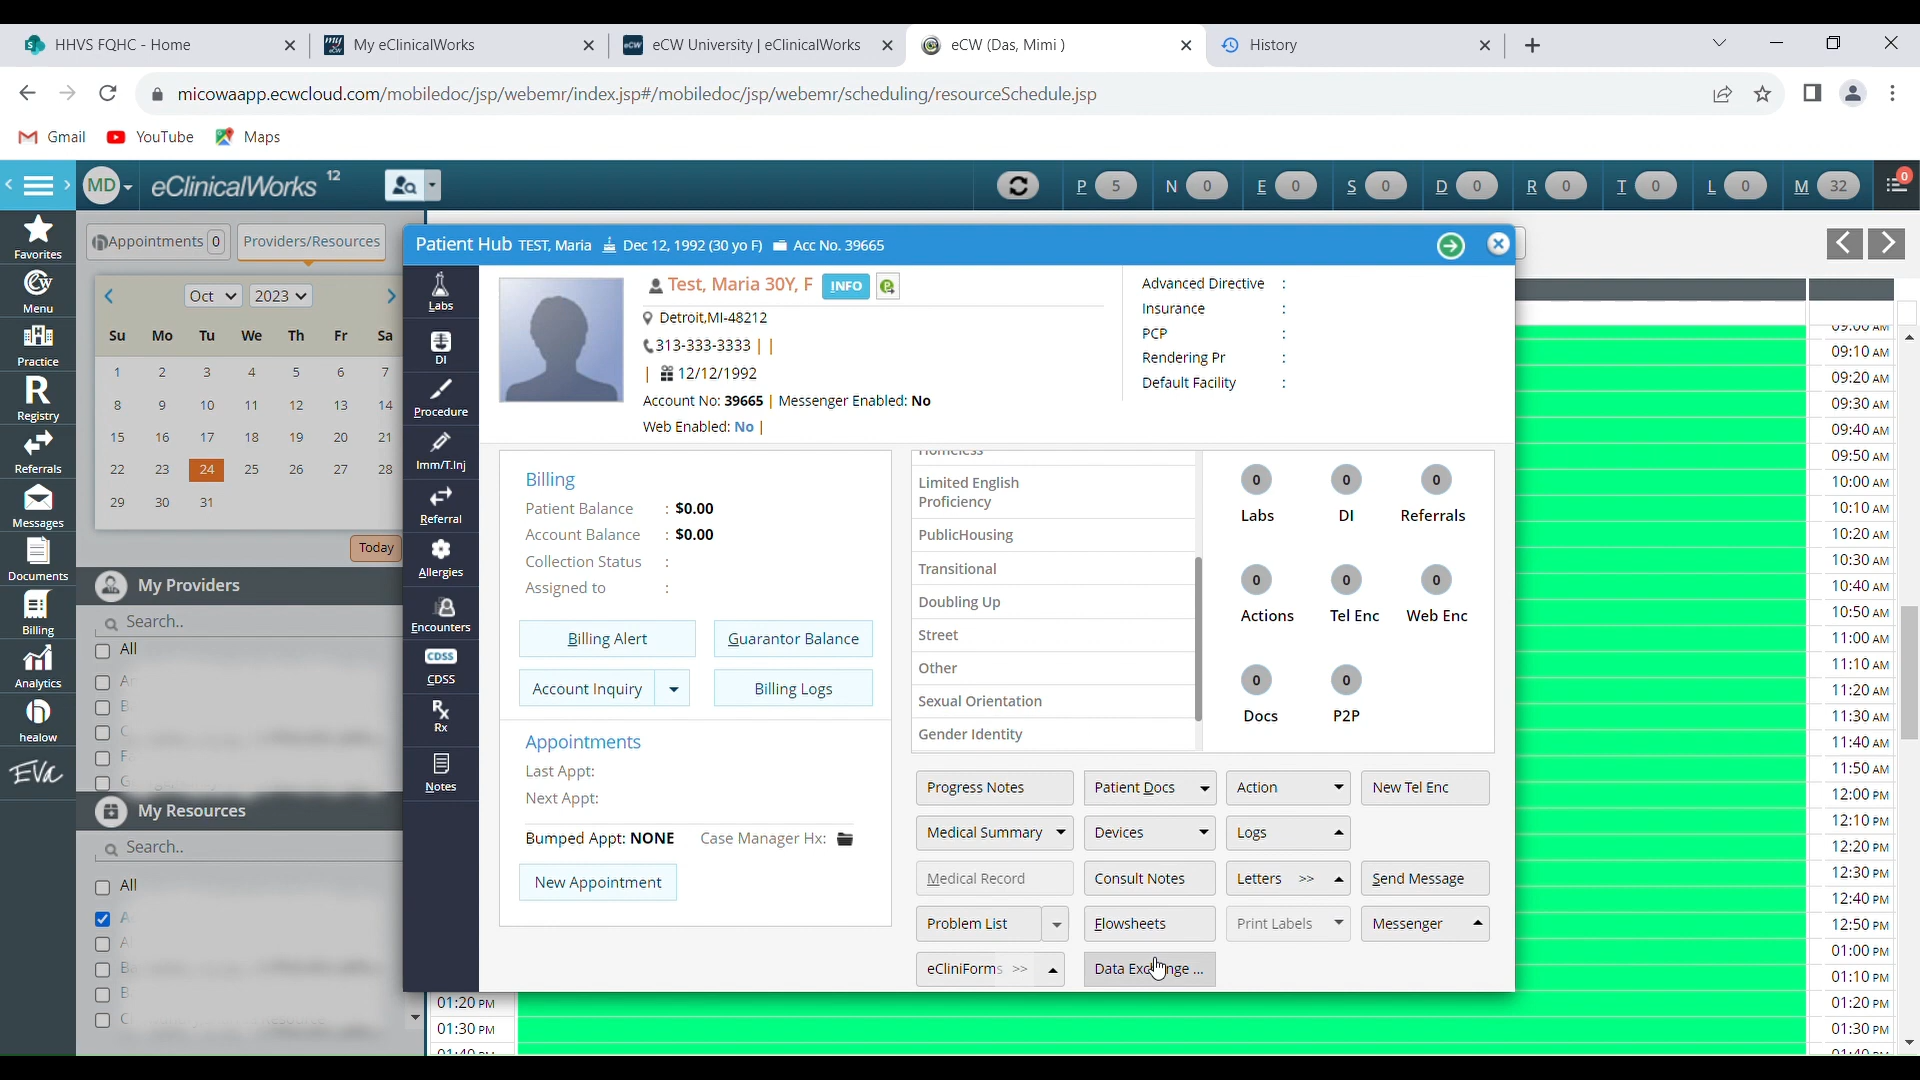 HHVS FQHC - Home
My eClinicalWorks
eCW University | eClinicalWorks
eCW (Das, Mimi )
History
micowaapp.ecwcloud.com/mobiledoc/jsp/webemr/index.jsp#/mobiledoc/jsp/webemr/scheduling/resourceSchedule.jsp
Gmail YouTube Maps
MD eClinicalWorks 12
P 5 N 0 E 0 S 0 D 0 R 0 T 0 L 0 M 32 0
Favorites
Menu
Practice
Registry
Referrals
Messages
Documents
Billing
Analytics
healow
Eva
Appointments 0 Providers/Resources
Oct 2023
Su Mo Tu We Th Fr Sa
1 2 3 4 5 6 7
8 9 10 11 12 13 14
15 16 17 18 19 20 21
22 23 24 25 26 27 28
29 30 31
Today
My Providers
Search..
All
My Resources
Search..
All
Patient Hub TEST, Maria Dec 12, 1992 (30 yo F) Acc No. 39665
Labs
DI
Procedure
Imm/T.Inj
Referral
Allergies
Encounters
CDSS
CDSS
Rx
Rx
Notes
Test, Maria 30Y, F INFO
Detroit,MI-48212
313-333-3333 | |
| 12/12/1992
Account No: 39665 | Messenger Enabled: No
Web Enabled: No |
Advanced Directive :
Insurance :
PCP :
Rendering Pr :
Default Facility :
Billing
Patient Balance : $0.00
Account Balance : $0.00
Collection Status :
Assigned to :
Billing Alert Guarantor Balance
Account Inquiry Billing Logs
Appointments
Last Appt:
Next Appt:
Bumped Appt: NONE Case Manager Hx:
New Appointment
Homeless
Limited English
Proficiency
PublicHousing
Transitional
Doubling Up
Street
Other
Sexual Orientation
Gender Identity
0 0 0
Labs DI Referrals
0 0 0
Actions Tel Enc Web Enc
0 0
Docs P2P
Progress Notes Patient Docs Action New Tel Enc
Medical Summary Devices Logs
Medical Record Consult Notes Letters >> Send Message
Problem List Flowsheets Print Labels Messenger
eCliniForms >> Data Exchange ...
01:20 PM
01:30 PM
01:40 PM
09:00 AM
09:10 AM
09:20 AM
09:30 AM
09:40 AM
09:50 AM
10:00 AM
10:10 AM
10:20 AM
10:30 AM
10:40 AM
10:50 AM
11:00 AM
11:10 AM
11:20 AM
11:30 AM
11:40 AM
11:50 AM
12:00 PM
12:10 PM
12:20 PM
12:30 PM
12:40 PM
12:50 PM
01:00 PM
01:10 PM
01:20 PM
01:30 PM
01:40 PM